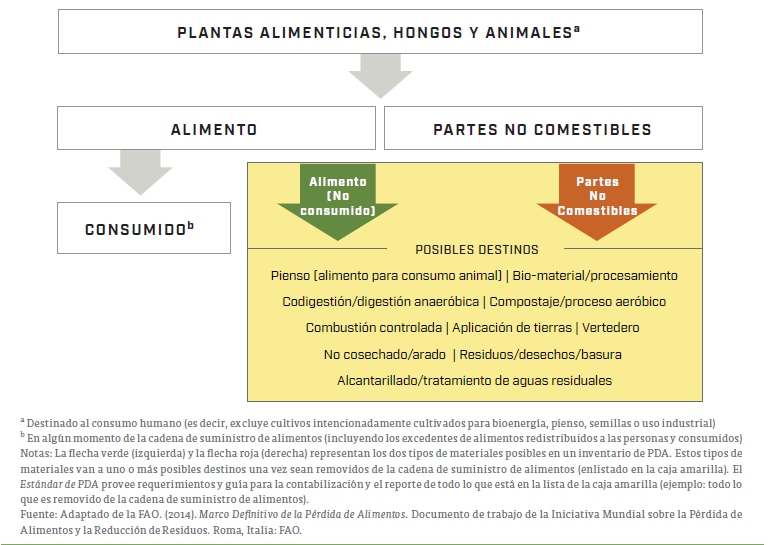 PLANTAS ALIMENTICIAS, HONGOS Y ANIMALESª
ALIMENTO
PARTES NO COMESTIBLES
CONSUMIDOᵇ
Alimento
(No
consumido)
Partes
No
Comestibles
POSIBLES DESTINOS
Pienso (alimento para consumo animal) | Bio-material/procesamiento
Codigestión/digestión anaeróbica | Compostaje/proceso aeróbico
Combustión controlada | Aplicación de tierras | Vertedero
No cosechado/arado | Residuos/desechos/basura
Alcantarillado/tratamiento de aguas residuales
ª Destinado al consumo humano (es decir, excluye cultivos intencionadamente cultivados para bioenergía, pienso, semillas o uso industrial)
ᵇ En algún momento de la cadena de suministro de alimentos (incluyendo los excedentes de alimentos redistribuidos a las personas y consumidos)
Notas: La flecha verde (izquierda) y la flecha roja (derecha) representan los dos tipos de materiales posibles en un inventario de PDA. Estos tipos de
materiales van a uno o más posibles destinos una vez sean removidos de la cadena de suministro de alimentos (enlistado en la caja amarilla). El
Estándar de PDA provee requerimientos y guía para la contabilización y el reporte de todo lo que está en la lista de la caja amarilla (ejemplo: todo lo
que es removido de la cadena de suministro de alimentos).
Fuente: Adaptado de la FAO. (2014). Marco Definitivo de la Pérdida de Alimentos. Documento de trabajo de la Iniciativa Mundial sobre la Pérdida de
Alimentos y la Reducción de Residuos. Roma, Italia: FAO.